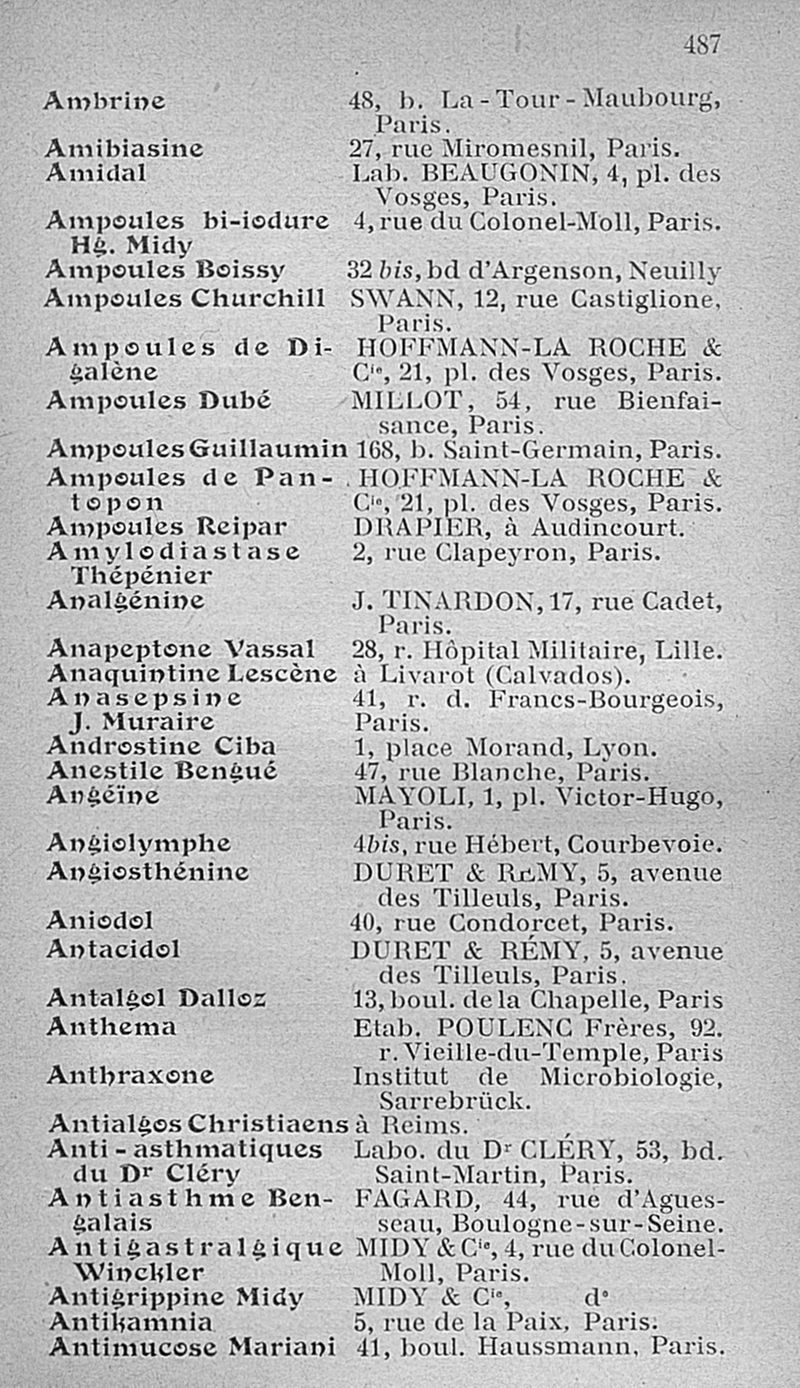 487
Ambrine 48, b. La-Tour-Maubourg,
Paris.
Amibiasine 27, rue Miromesnil, Paris.
Amidal Lab. BEAUGONIN, 4, pl. des
Vosges, Paris.
Ampoules bi-iodure 4, rue du Colonel-Moll, Paris.
Hg. Midy
Ampoules Boissy 32 bis, bd d'Argenson, Neuilly
Ampoules Churchill SWANN, 12, rue Castiglione,
Paris.
Ampoules de Di- HOFFMANN-LA ROCHE &
galène Cie, 21, pl. des Vosges, Paris.
Ampoules Dubé MILLOT, 54, rue Bienfai-
sance, Paris.
Ampoules Guillaumin 168, b. Saint-Germain, Paris.
Ampoules de Pan- HOFFMANN-LA ROCHE &
topon Cie, 21, pl. des Vosges, Paris.
Ampoules Reipar DRAPIER, à Audincourt.
Amylodiastase 2, rue Clapeyron, Paris.
Thépénier
Analgénine J. TINARDON, 17, rue Cadet,
Paris.
Anapeptone Vassal 28, r. Hôpital Militaire, Lille.
Anaquintine Lescène à Livarot (Calvados).
Anasepsine 41, r. d. Francs-Bourgeois,
J. Muraire Paris.
Androstine Ciba 1, place Morand, Lyon.
Anestile Bengué 47, rue Blanche, Paris.
Angéïne MAYOLI, 1, pl. Victor-Hugo,
Paris.
Angiolymphe 4bis, rue Hébert, Courbevoie.
Angiosthénine DURET & RÉMY, 5, avenue
des Tilleuls, Paris.
Aniodol 40, rue Condorcet, Paris.
Antacidol DURET & RÉMY, 5, avenue
des Tilleuls, Paris.
Antalgol Dalloz 13, boul. de la Chapelle, Paris
Anthema Etab. POULENC Frères, 92.
r. Vieille-du-Temple, Paris
Anthraxone Institut de Microbiologie,
Sarrebrück.
Antialgos Christiaens à Reims.
Anti-asthmatiques Labo. du Dr CLÉRY, 53, bd.
du Dr Cléry Saint-Martin, Paris.
Antiasthme Ben- FAGARD, 44, rue d'Agues-
galais seau, Boulogne-sur-Seine.
Antigastralgique MIDY & Cie, 4, rue du Colonel-
Winckler Moll, Paris.
Antigrippine Midy MIDY & Cie, do
Antikamnia 5, rue de la Paix, Paris.
Antimucose Mariani 41, boul. Haussmann, Paris.